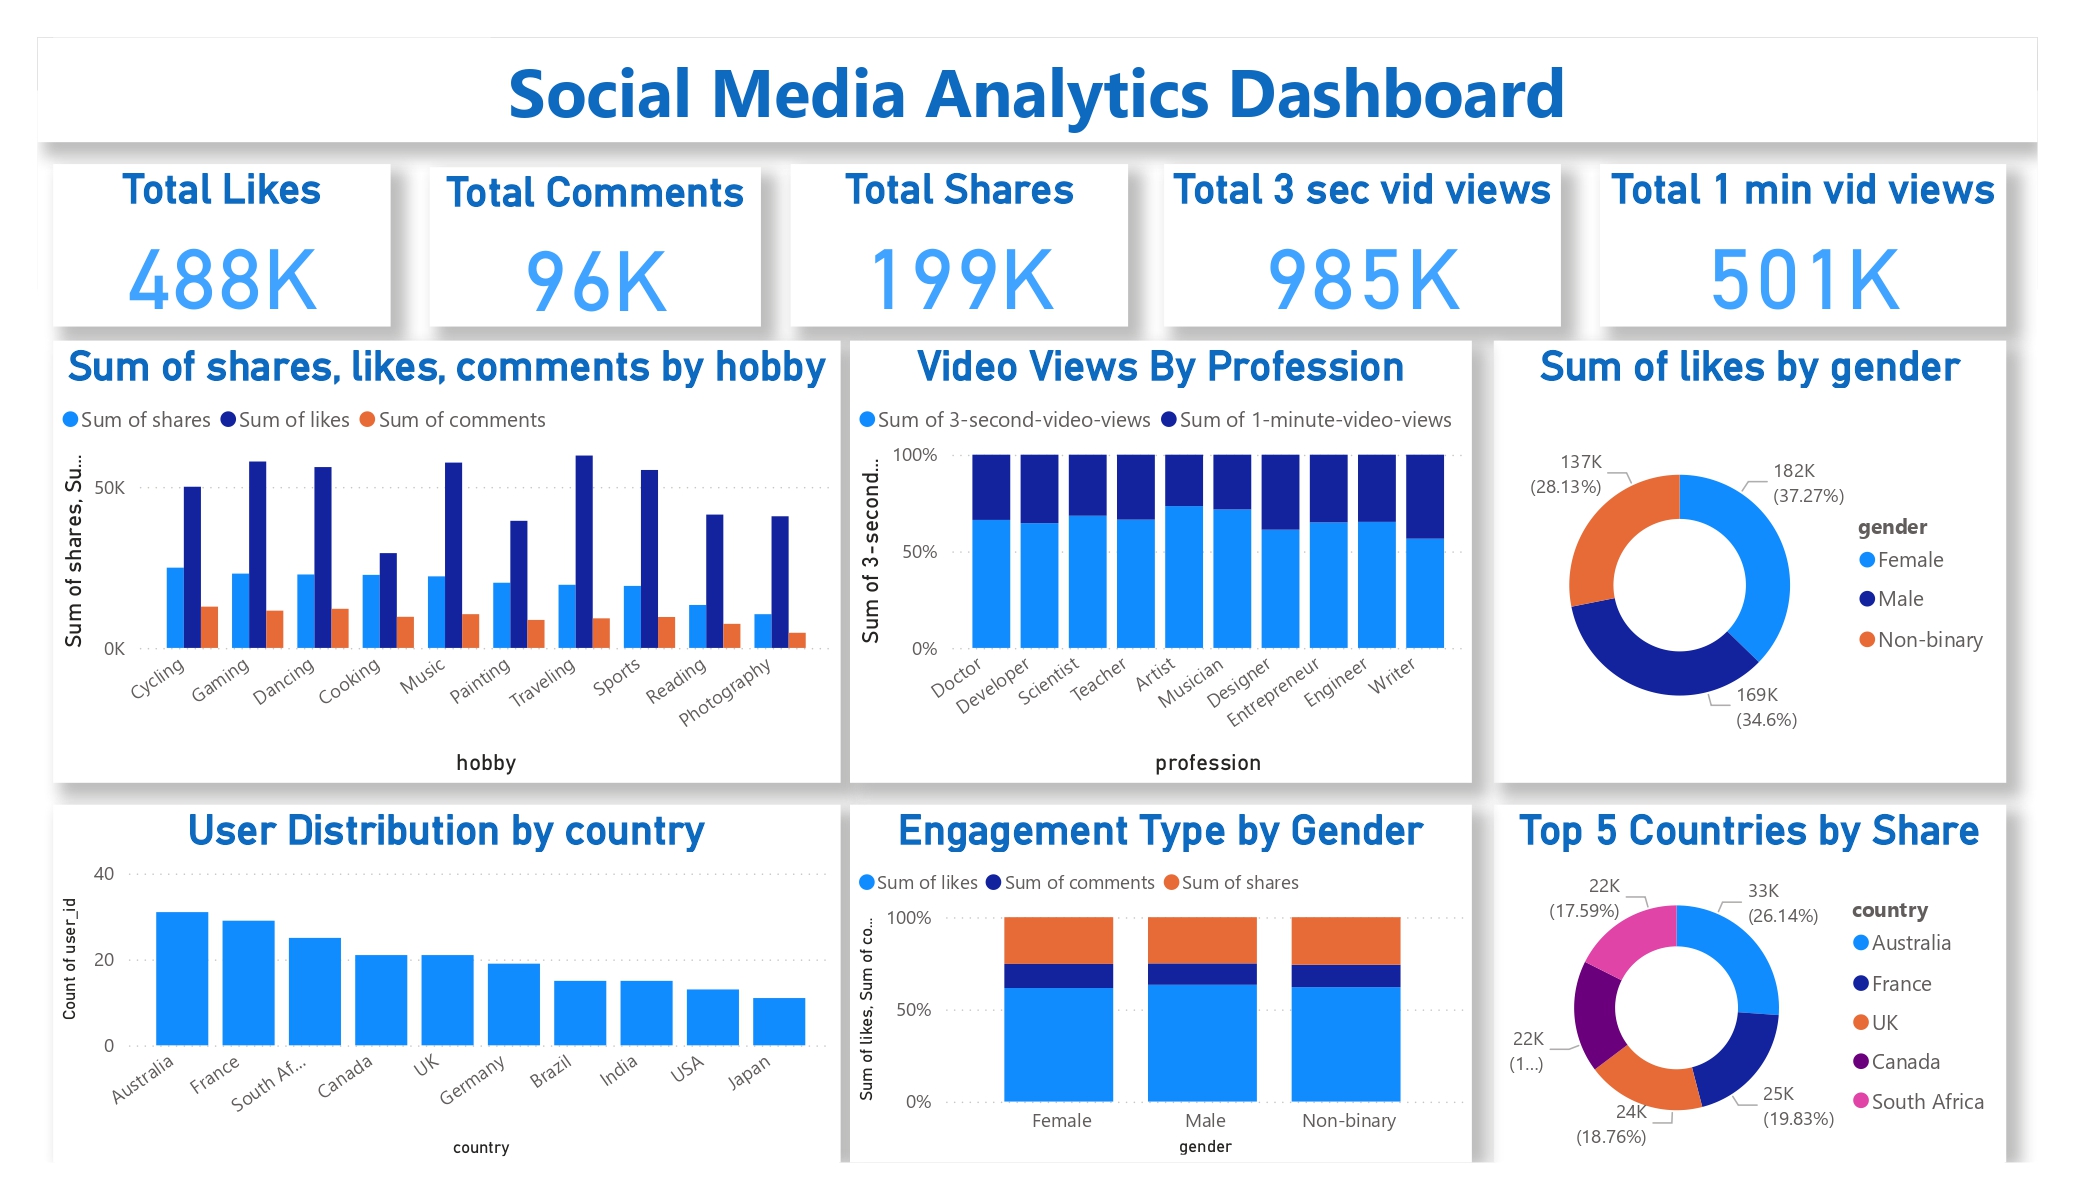 Social Media Analytics Dashboard
Total Likes
488K
Total Comments
96K
Total Shares
199K
Total 3 sec vid views
985K
Total 1 min vid views
501K
Sum of shares, likes, comments by hobby
Sum of shares Sum of likes Sum of comments
Sum of shares, Su...
50K
0K
Cycling
Gaming
Dancing
Cooking
Music
Painting
Traveling
Sports
Reading
Photography
hobby
Video Views By Profession
Sum of 3-second-video-views Sum of 1-minute-video-views
Sum of 3-second...
100%
50%
0%
Doctor
Developer
Scientist
Teacher
Artist
Musician
Designer
Entrepreneur
Engineer
Writer
profession
Sum of likes by gender
137K
(28.13%)
182K
(37.27%)
169K
(34.6%)
gender
Female
Male
Non-binary
User Distribution by country
Count of user_id
40
20
0
Australia
France
South Af...
Canada
UK
Germany
Brazil
India
USA
Japan
country
Engagement Type by Gender
Sum of likes Sum of comments Sum of shares
Sum of likes, Sum of co...
100%
50%
0%
Female
Male
Non-binary
gender
Top 5 Countries by Share
22K
(17.59%)
33K
(26.14%)
22K
(1...)
24K
(18.76%)
25K
(19.83%)
country
Australia
France
UK
Canada
South Africa